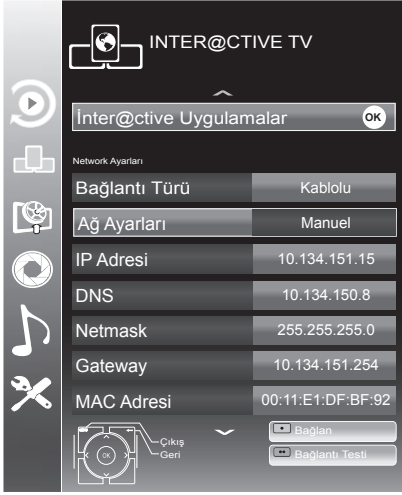 INTER@CTIVE TV
İnter@ctive Uygulamalar OK
Network Ayarları
Bağlantı Türü Kablolu
Ağ Ayarları Manuel
IP Adresi 10.134.151.15
DNS 10.134.150.8
Netmask 255.255.255.0
Gateway 10.134.151.254
MAC Adresi 00:11:E1:DF:BF:92
Çıkış
Geri
OK
Bağlan
Bağlantı Testi